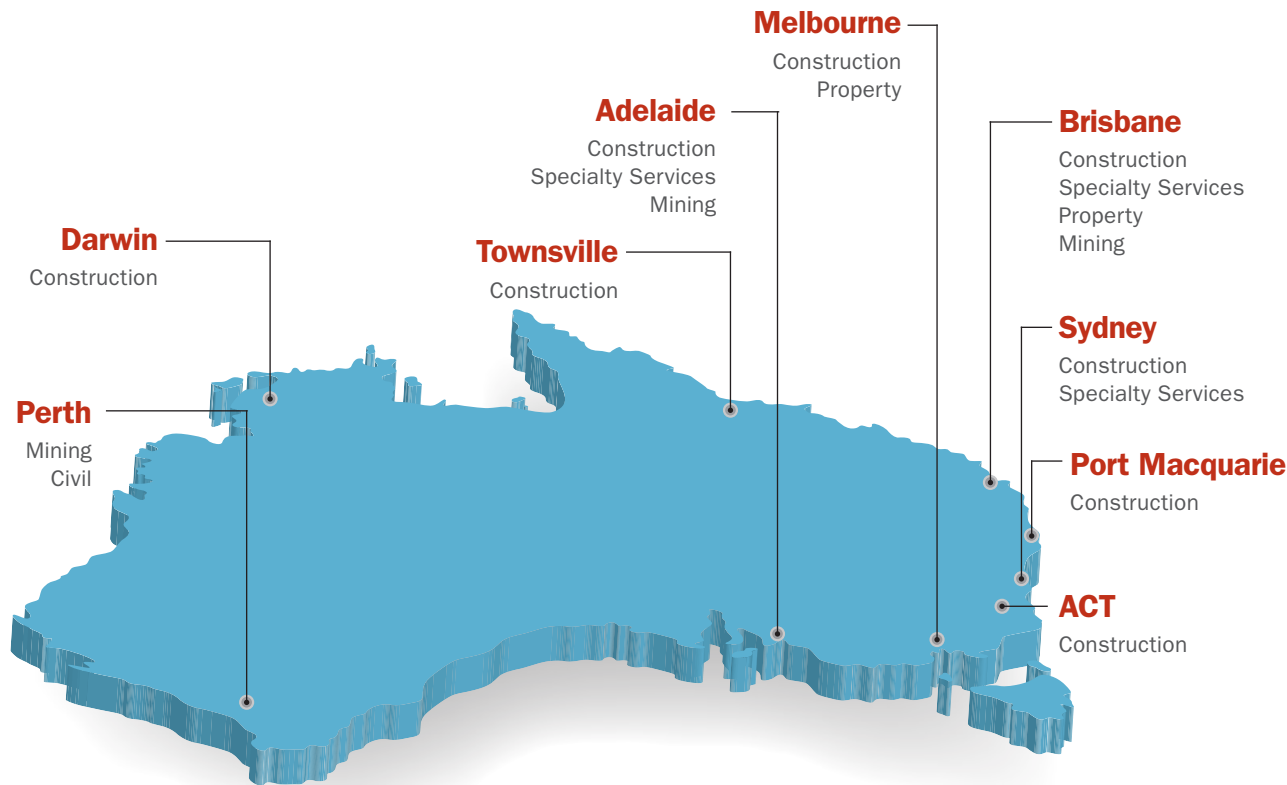 Melbourne
Construction
Property
Adelaide
Construction
Specialty Services
Mining
Brisbane
Construction
Specialty Services
Property
Mining
Darwin
Construction
Townsville
Construction
Sydney
Construction
Specialty Services
Perth
Mining
Civil
Port Macquarie
Construction
ACT
Construction